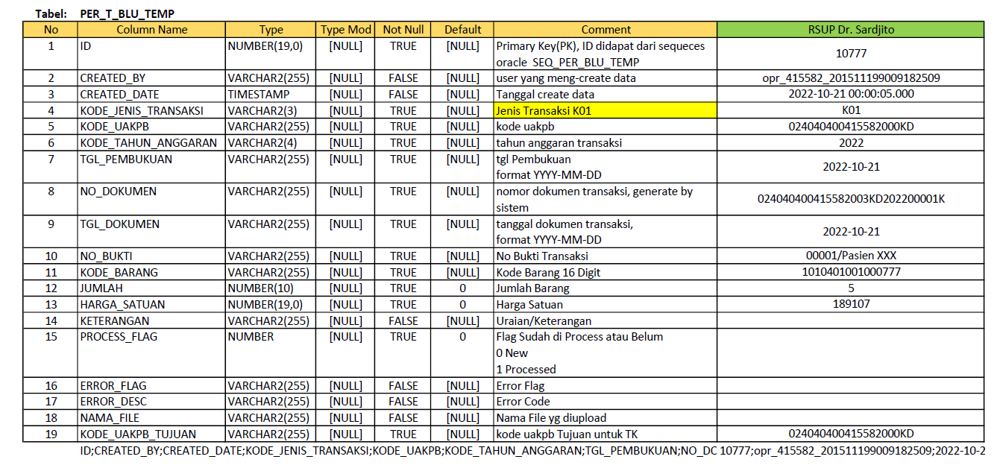 Tabel: PER_T_BLU_TEMP
No Column Name Type Type Mod Not Null Default Comment RSUP Dr. Sardjito
1 ID NUMBER(19,0) [NULL] TRUE [NULL] Primary Key(PK), ID didapat dari sequeces 10777
oracle SEQ_PER_BLU_TEMP
2 CREATED_BY VARCHAR2(255) [NULL] FALSE [NULL] user yang meng-create data opr_415582_201511199009182509
3 CREATED_DATE TIMESTAMP [NULL] FALSE [NULL] Tanggal create data 2022-10-21 00:00:05.000
4 KODE_JENIS_TRANSAKSI VARCHAR2(3) [NULL] TRUE [NULL] Jenis Transaksi K01 K01
5 KODE_UAKPB VARCHAR2(255) [NULL] TRUE [NULL] kode uakpb 024040400415582000KD
6 KODE_TAHUN_ANGGARAN VARCHAR2(4) [NULL] TRUE [NULL] tahun anggaran transaksi 2022
7 TGL_PEMBUKUAN VARCHAR2(255) [NULL] TRUE [NULL] tgl Pembukuan 2022-10-21
format YYYY-MM-DD
8 NO_DOKUMEN VARCHAR2(255) [NULL] TRUE [NULL] nomor dokumen transaksi, generate by 024040400415582003KD202200001K
sistem
9 TGL_DOKUMEN VARCHAR2(255) [NULL] TRUE [NULL] tanggal dokumen transaksi, 2022-10-21
format YYYY-MM-DD
10 NO_BUKTI VARCHAR2(255) [NULL] TRUE [NULL] No Bukti Transaksi 00001/Pasien XXX
11 KODE_BARANG VARCHAR2(255) [NULL] TRUE [NULL] Kode Barang 16 Digit 1010401001000777
12 JUMLAH NUMBER(10) [NULL] TRUE 0 Jumlah Barang 5
13 HARGA_SATUAN NUMBER(19,0) [NULL] TRUE 0 Harga Satuan 189107
14 KETERANGAN VARCHAR2(255) [NULL] FALSE [NULL] Uraian/Keterangan
15 PROCESS_FLAG NUMBER [NULL] TRUE 0 Flag Sudah di Process atau Belum
0 New
1 Processed
16 ERROR_FLAG VARCHAR2(255) [NULL] FALSE [NULL] Error Flag
17 ERROR_DESC VARCHAR2(255) [NULL] FALSE [NULL] Error Code
18 NAMA_FILE VARCHAR2(255) [NULL] FALSE [NULL] Nama File yg diupload
19 KODE_UAKPB_TUJUAN VARCHAR2(255) [NULL] TRUE [NULL] kode uakpb Tujuan untuk TK 024040400415582000KD
ID;CREATED_BY;CREATED_DATE;KODE_JENIS_TRANSAKSI;KODE_UAKPB;KODE_TAHUN_ANGGARAN;TGL_PEMBUKUAN;NO_DO 10777;opr_415582_201511199009182509;2022-10-2